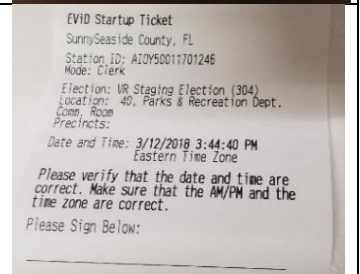 EViD Startup Ticket
SunnySeaside County, FL
Station ID: AIOY5D011701246
Mode: Clerk
Election: VR Staging Election (304)
Location: 40, Parks & Recreation Dept.
Comm. Room
Precincts:
Date and Time: 3/12/2018 3:44:40 PM
Eastern Time Zone
Please verify that the date and time are
correct. Make sure that the AM/PM and the
time zone are correct.
Please Sign Below: